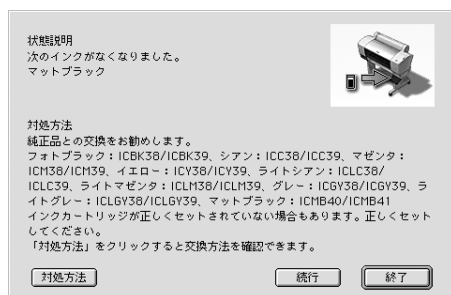 状態説明
次のインクがなくなりました。
マットブラック
対処方法
純正品との交換をお勧めします。
フォトブラック：ICBK38/ICBK39、シアン：ICC38/ICC39、マゼンタ：
ICM38/ICM39、イエロー：ICY38/ICY39、ライトシアン：ICLC38/
ICLC39、ライトマゼンタ：ICLM38/ICLM39、グレー：ICGY38/ICGY39、ラ
イトグレー：ICLGY38/ICLGY39、マットブラック：ICMB40/ICMB41
インクカートリッジが正しくセットされていない場合もあります。正しくセット
してください。
「対処方法」をクリックすると交換方法を確認できます。
対処方法 続行 終了